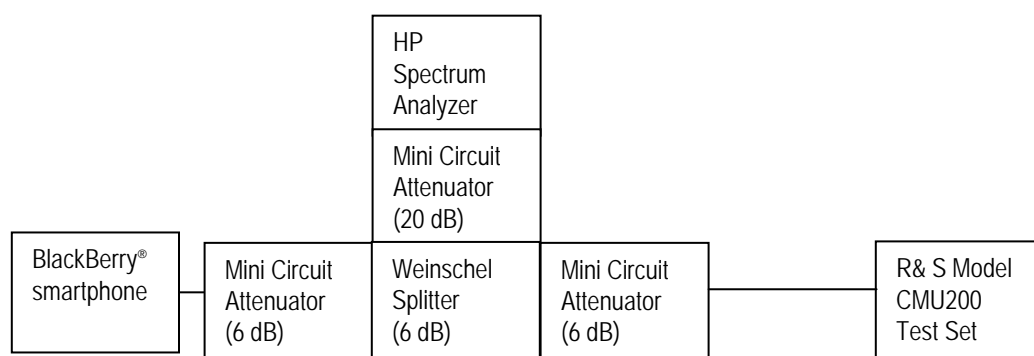 HP
Spectrum
Analyzer
Mini Circuit
Attenuator
(20 dB)
BlackBerry®
smartphone
Mini Circuit
Attenuator
(6 dB)
Weinschel
Splitter
(6 dB)
Mini Circuit
Attenuator
(6 dB)
R& S Model
CMU200
Test Set